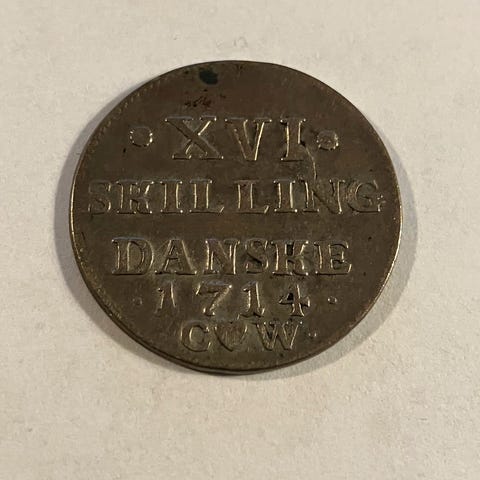 • XVI •
SKILLING
DANSKE
· 1714 ·
C♥W·